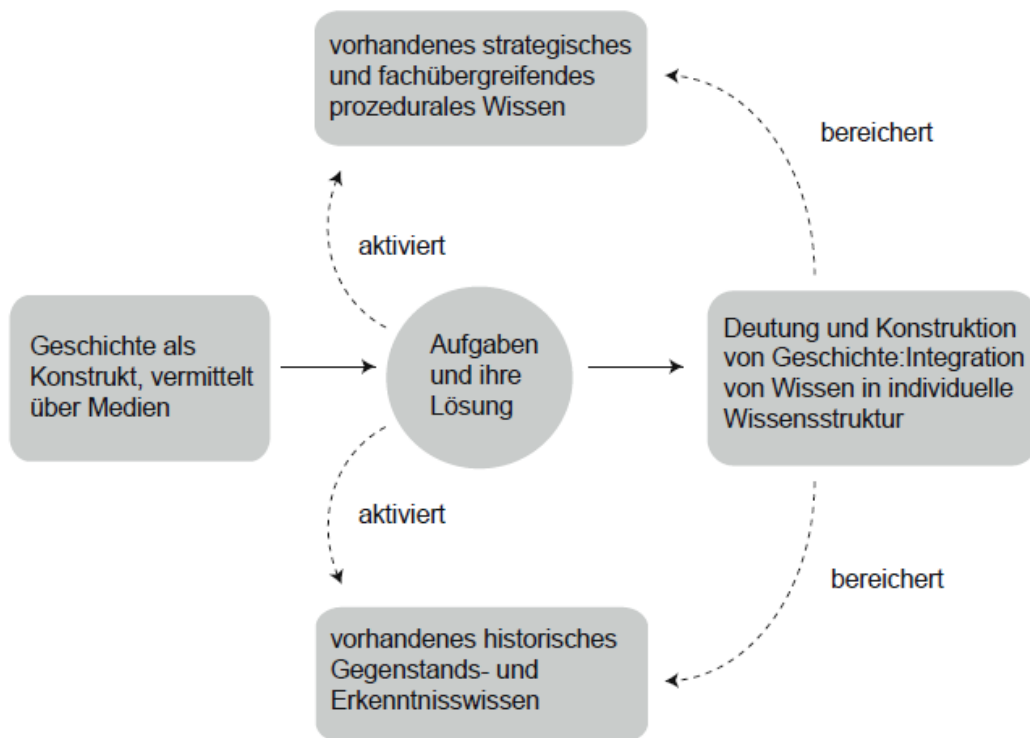 vorhandenes strategisches
und fachübergreifendes
prozedurales Wissen
bereichert
aktiviert
Geschichte als
Konstrukt, vermittelt
über Medien
Aufgaben
und ihre
Lösung
Deutung und Konstruktion
von Geschichte:Integration
von Wissen in individuelle
Wissensstruktur
aktiviert
bereichert
vorhandenes historisches
Gegenstands- und
Erkenntniswissen